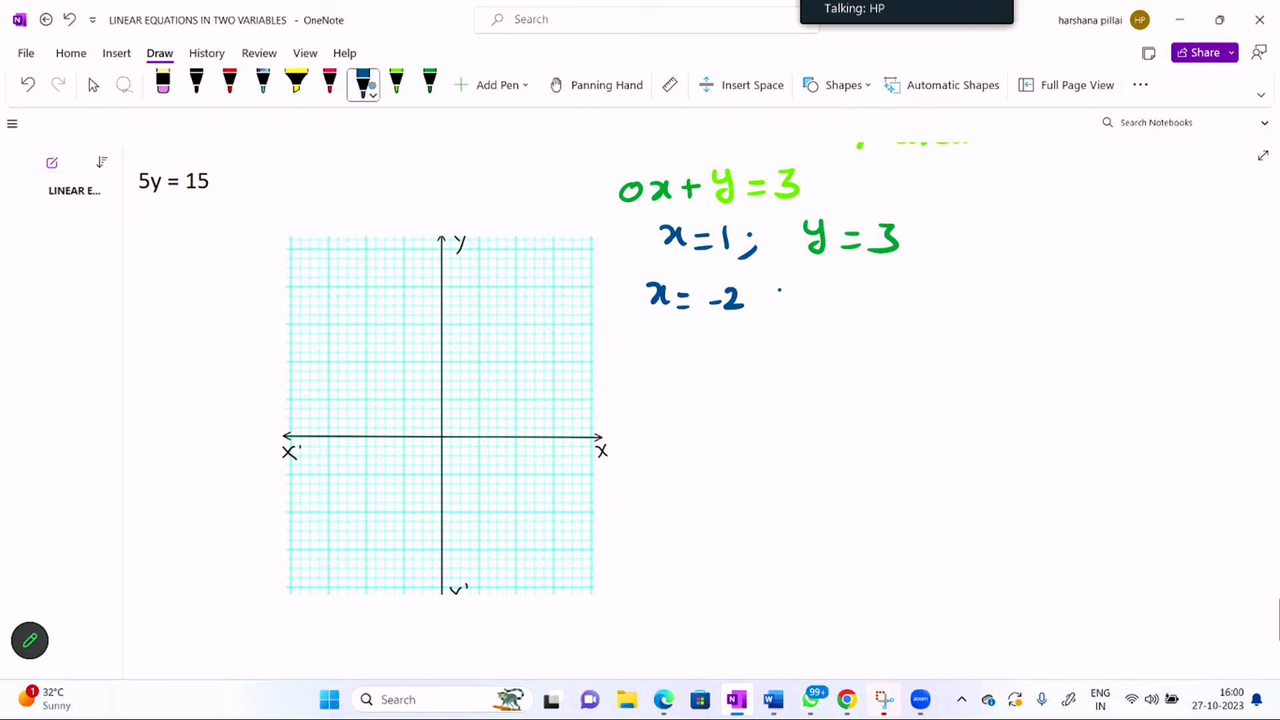 LINEAR EQUATIONS IN TWO VARIABLES - OneNote
Search
Talking: HP
harshana pillai
HP
File Home Insert Draw History Review View Help
Share
Add Pen
Panning Hand
Insert Space
Shapes
Automatic Shapes
Full Page View
Search Notebooks
LINEAR E...
5y = 15
0x + y = 3
x = 1; y = 3
x = -2
y
x'
x
1
32°C
Sunny
Search
99+
ENG
IN
16:00
27-10-2023